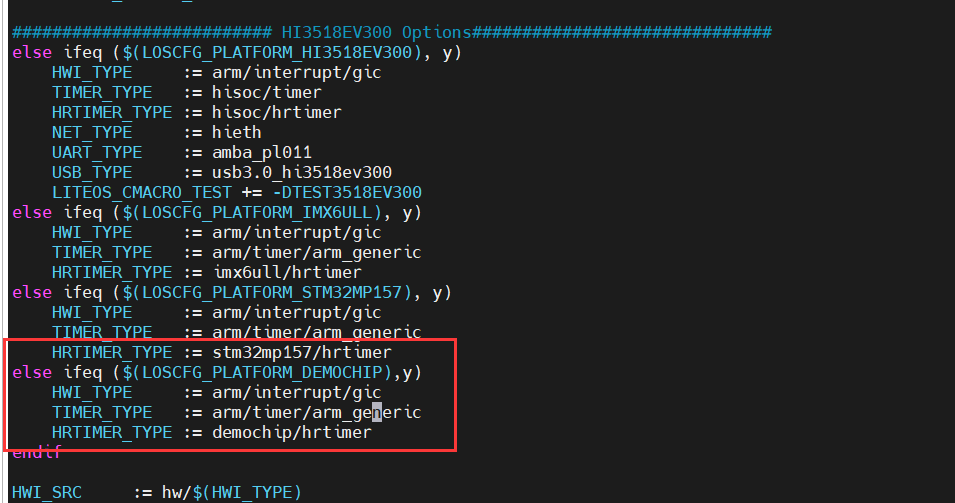 ########################## HI3518EV300 Options##############################
else ifeq ($(LOSCFG_PLATFORM_HI3518EV300), y)
    HWI_TYPE     := arm/interrupt/gic
    TIMER_TYPE   := hisoc/timer
    HRTIMER_TYPE := hisoc/hrtimer
    NET_TYPE     := hieth
    UART_TYPE    := amba_pl011
    USB_TYPE     := usb3.0_hi3518ev300
    LITEOS_CMACRO_TEST += -DTEST3518EV300
else ifeq ($(LOSCFG_PLATFORM_IMX6ULL), y)
    HWI_TYPE     := arm/interrupt/gic
    TIMER_TYPE   := arm/timer/arm_generic
    HRTIMER_TYPE := imx6ull/hrtimer
else ifeq ($(LOSCFG_PLATFORM_STM32MP157), y)
    HWI_TYPE     := arm/interrupt/gic
    TIMER_TYPE   := arm/timer/arm_generic
    HRTIMER_TYPE := stm32mp157/hrtimer
else ifeq ($(LOSCFG_PLATFORM_DEMOCHIP),y)
    HWI_TYPE     := arm/interrupt/gic
    TIMER_TYPE   := arm/timer/arm_generic
    HRTIMER_TYPE := demochip/hrtimer
endif
HWI_SRC     := hw/$(HWI_TYPE)